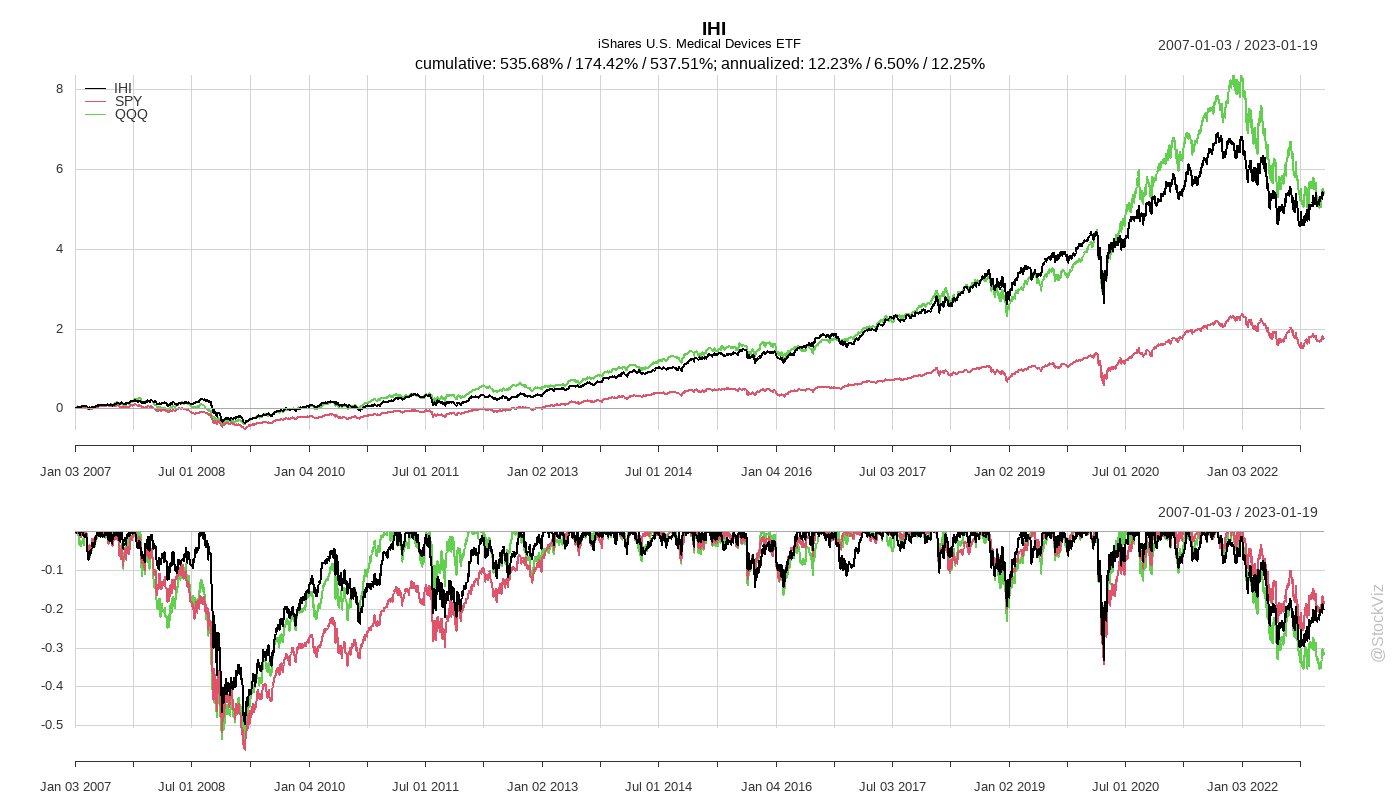 IHI
iShares U.S. Medical Devices ETF
2007-01-03 / 2023-01-19
cumulative: 535.68% / 174.42% / 537.51%; annualized: 12.23% / 6.50% / 12.25%
IHI
SPY
QQQ
8
6
4
2
0
Jan 03 2007 Jul 01 2008 Jan 04 2010 Jul 01 2011 Jan 02 2013 Jul 01 2014 Jan 04 2016 Jul 03 2017 Jan 02 2019 Jul 01 2020 Jan 03 2022
2007-01-03 / 2023-01-19
-0.1
-0.2
-0.3
-0.4
-0.5
Jan 03 2007 Jul 01 2008 Jan 04 2010 Jul 01 2011 Jan 02 2013 Jul 01 2014 Jan 04 2016 Jul 03 2017 Jan 02 2019 Jul 01 2020 Jan 03 2022
@StockViz